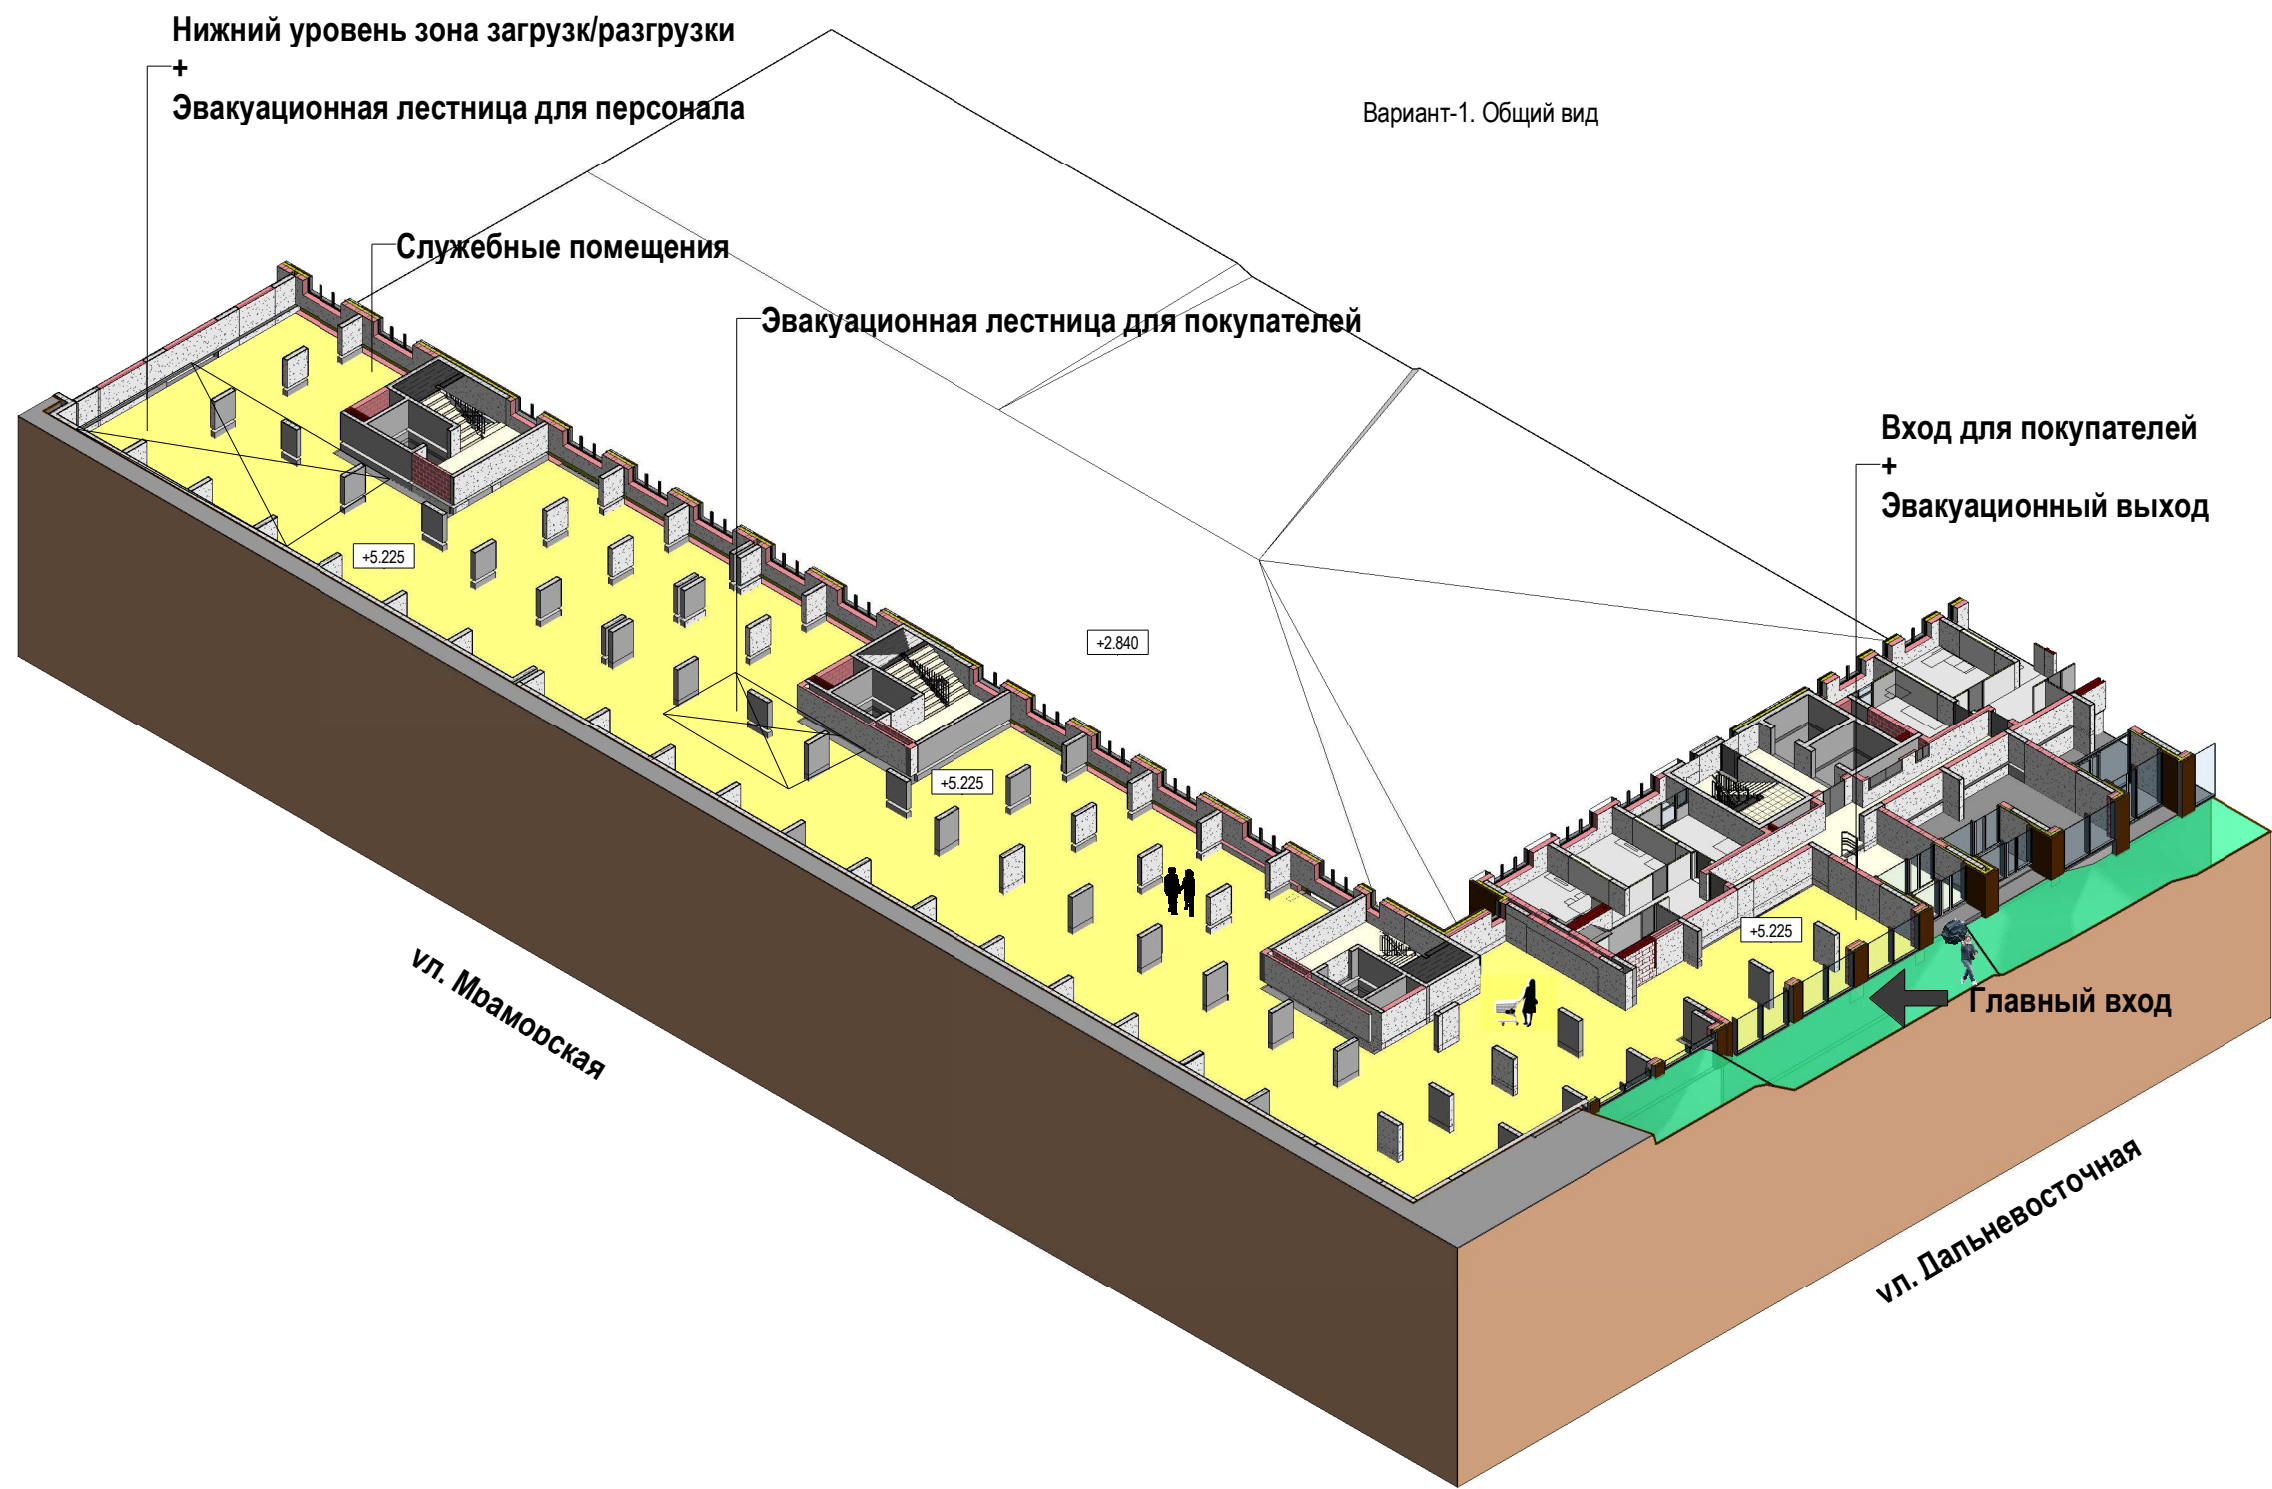 Нижний уровень зона загрузк/разгрузки
+
Эвакуационная лестница для персонала
Вариант-1. Общий вид
Служебные помещения
Эвакуационная лестница для покупателей
Вход для покупателей
+
Эвакуационный выход
+5.225
+2.840
+5.225
+5.225
Главный вход
ул. Мраморская
ул. Дальневосточная